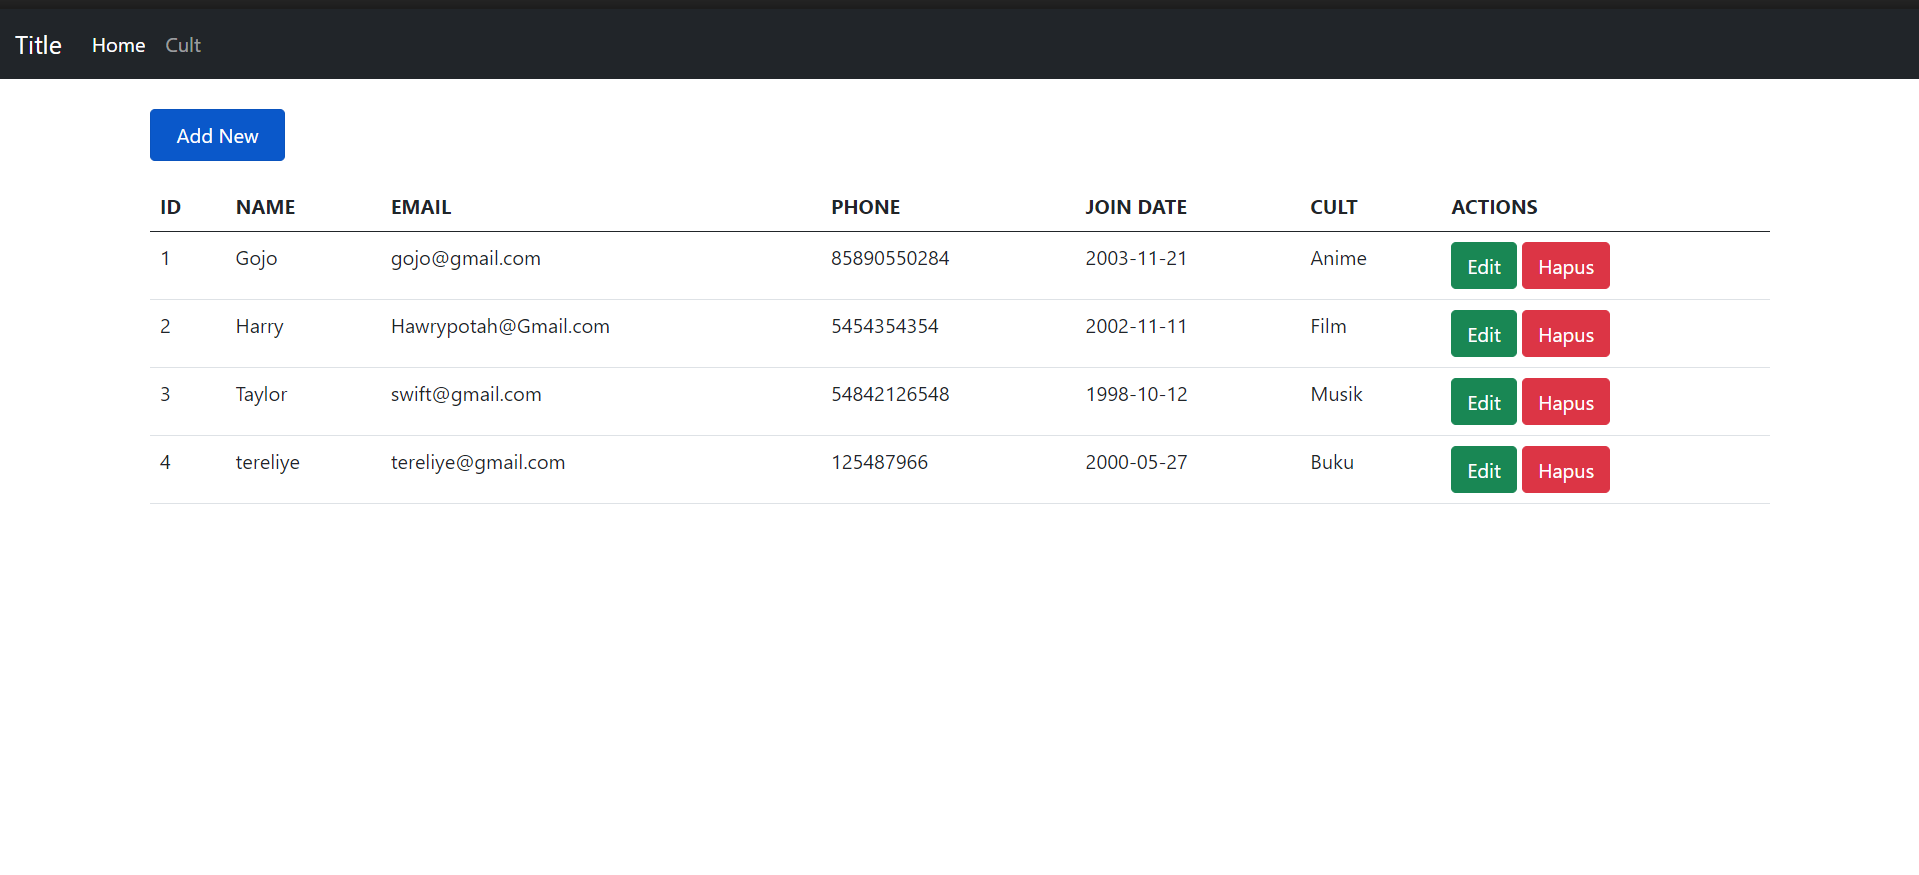 Title Home Cult
Add New
ID NAME EMAIL PHONE JOIN DATE CULT ACTIONS
1 Gojo gojo@gmail.com 85890550284 2003-11-21 Anime Edit Hapus
2 Harry Hawrypotah@Gmail.com 5454354354 2002-11-11 Film Edit Hapus
3 Taylor swift@gmail.com 54842126548 1998-10-12 Musik Edit Hapus
4 tereliye tereliye@gmail.com 125487966 2000-05-27 Buku Edit Hapus